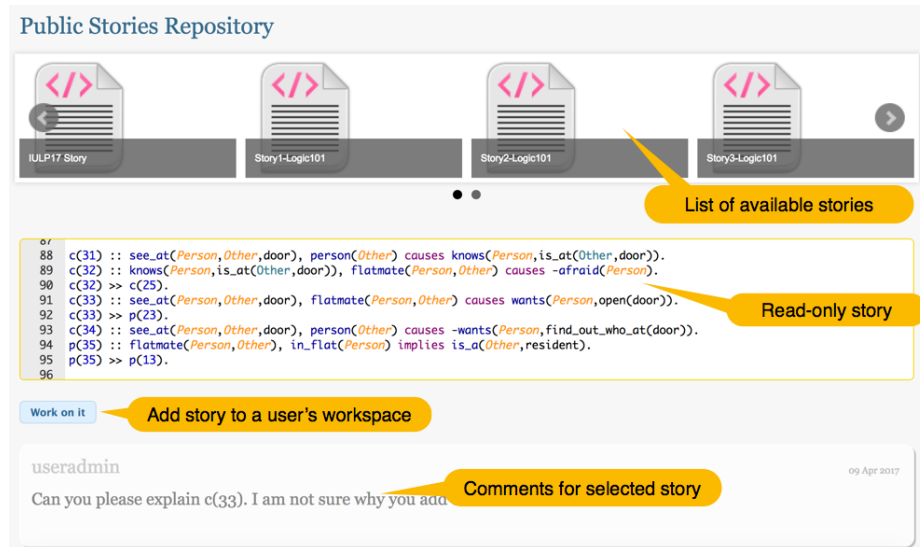 Public Stories Repository
</>
</>
</>
</>
IULP17 Story
Story1-Logic101
Story2-Logic101
Story3-Logic101
List of available stories
87
88 c(31) :: see_at(Person,Other,door), person(Other) causes knows(Person,is_at(Other,door)).
89 c(32) :: knows(Person,is_at(Other,door)), flatmate(Person,Other) causes -afraid(Person).
90 c(32) >> c(25).
91 c(33) :: see_at(Person,Other,door), flatmate(Person,Other) causes wants(Person,open(door)).
92 c(33) >> p(23).
93 c(34) :: see_at(Person,Other,door), person(Other) causes -wants(Person,find_out_who_at(door)).
94 p(35) :: flatmate(Person,Other), in_flat(Person) implies is_a(Other,resident).
95 p(35) >> p(13).
96
Read-only story
Work on it
Add story to a user's workspace
useradmin
09 Apr 2017
Can you please explain c(33). I am not sure why you add
Comments for selected story